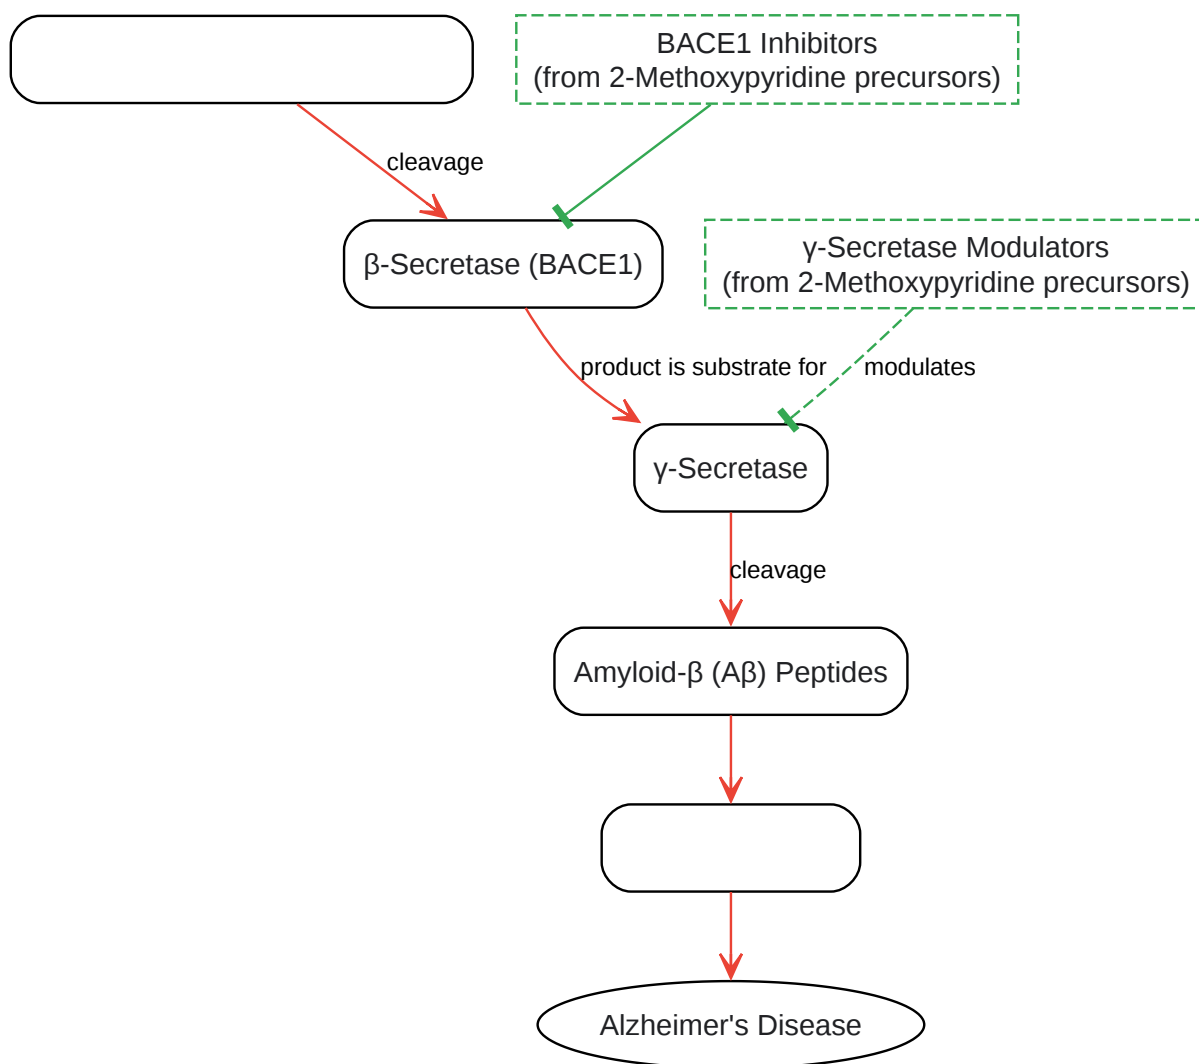 BACE1 Inhibitors
(from 2-Methoxypyridine precursors)
cleavage
β-Secretase (BACE1)
γ-Secretase Modulators
(from 2-Methoxypyridine precursors)
product is substrate for
modulates
γ-Secretase
cleavage
Amyloid-β (Aβ) Peptides
Alzheimer's Disease